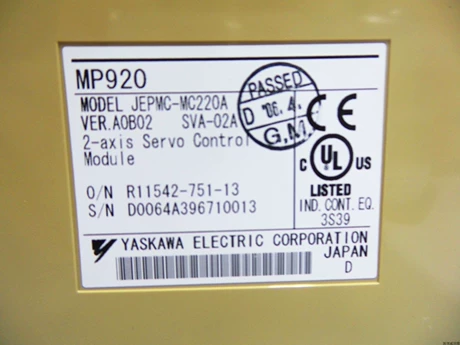 MP920
MODEL JEPMC-MC220A
VER.A0B02 SVA-02A
2-axis Servo Control
Module
PASSED
D '06.4.
G.M.
CE
C UL US
LISTED
IND. CONT. EQ.
3S39
O/N R11542-751-13
S/N D0064A396710013
YASKAWA ELECTRIC CORPORATION
JAPAN
D